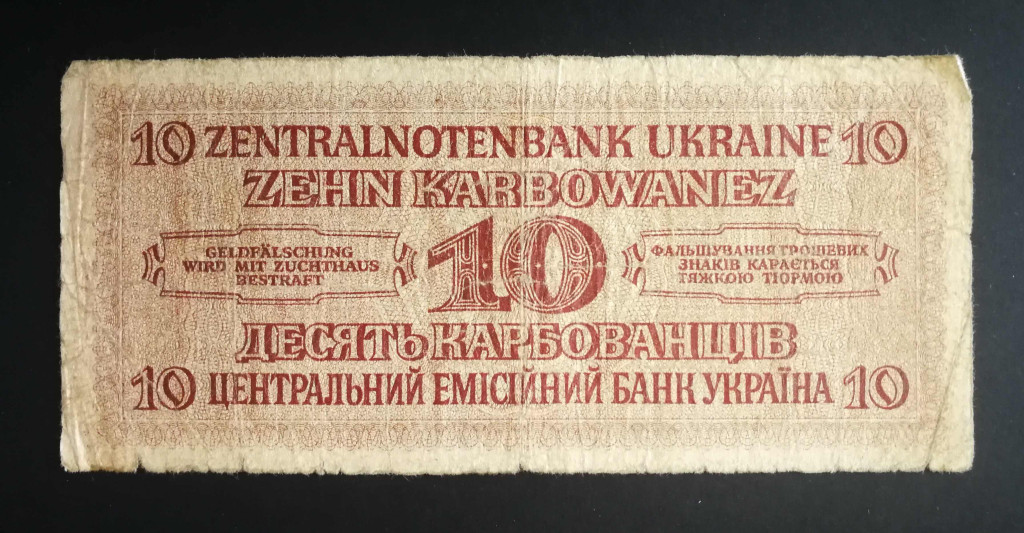 10 ZENTRALNOTENBANK UKRAINE 10
ZEHN KARBOWANEZ
GELDFÄLSCHUNG
WIRD MIT ZUCHTHAUS
BESTRAFT
10
ФАЛЬШУВАННЯ ГРОШЕВИХ
ЗНАКІВ КАРАЄТЬСЯ
ТЯЖКОЮ ТЮРМОЮ
ДЕСЯТЬ КАРБОВАНЦІВ
10 ЦЕНТРАЛЬНИЙ ЕМІСІЙНИЙ БАНК УКРАЇНА 10